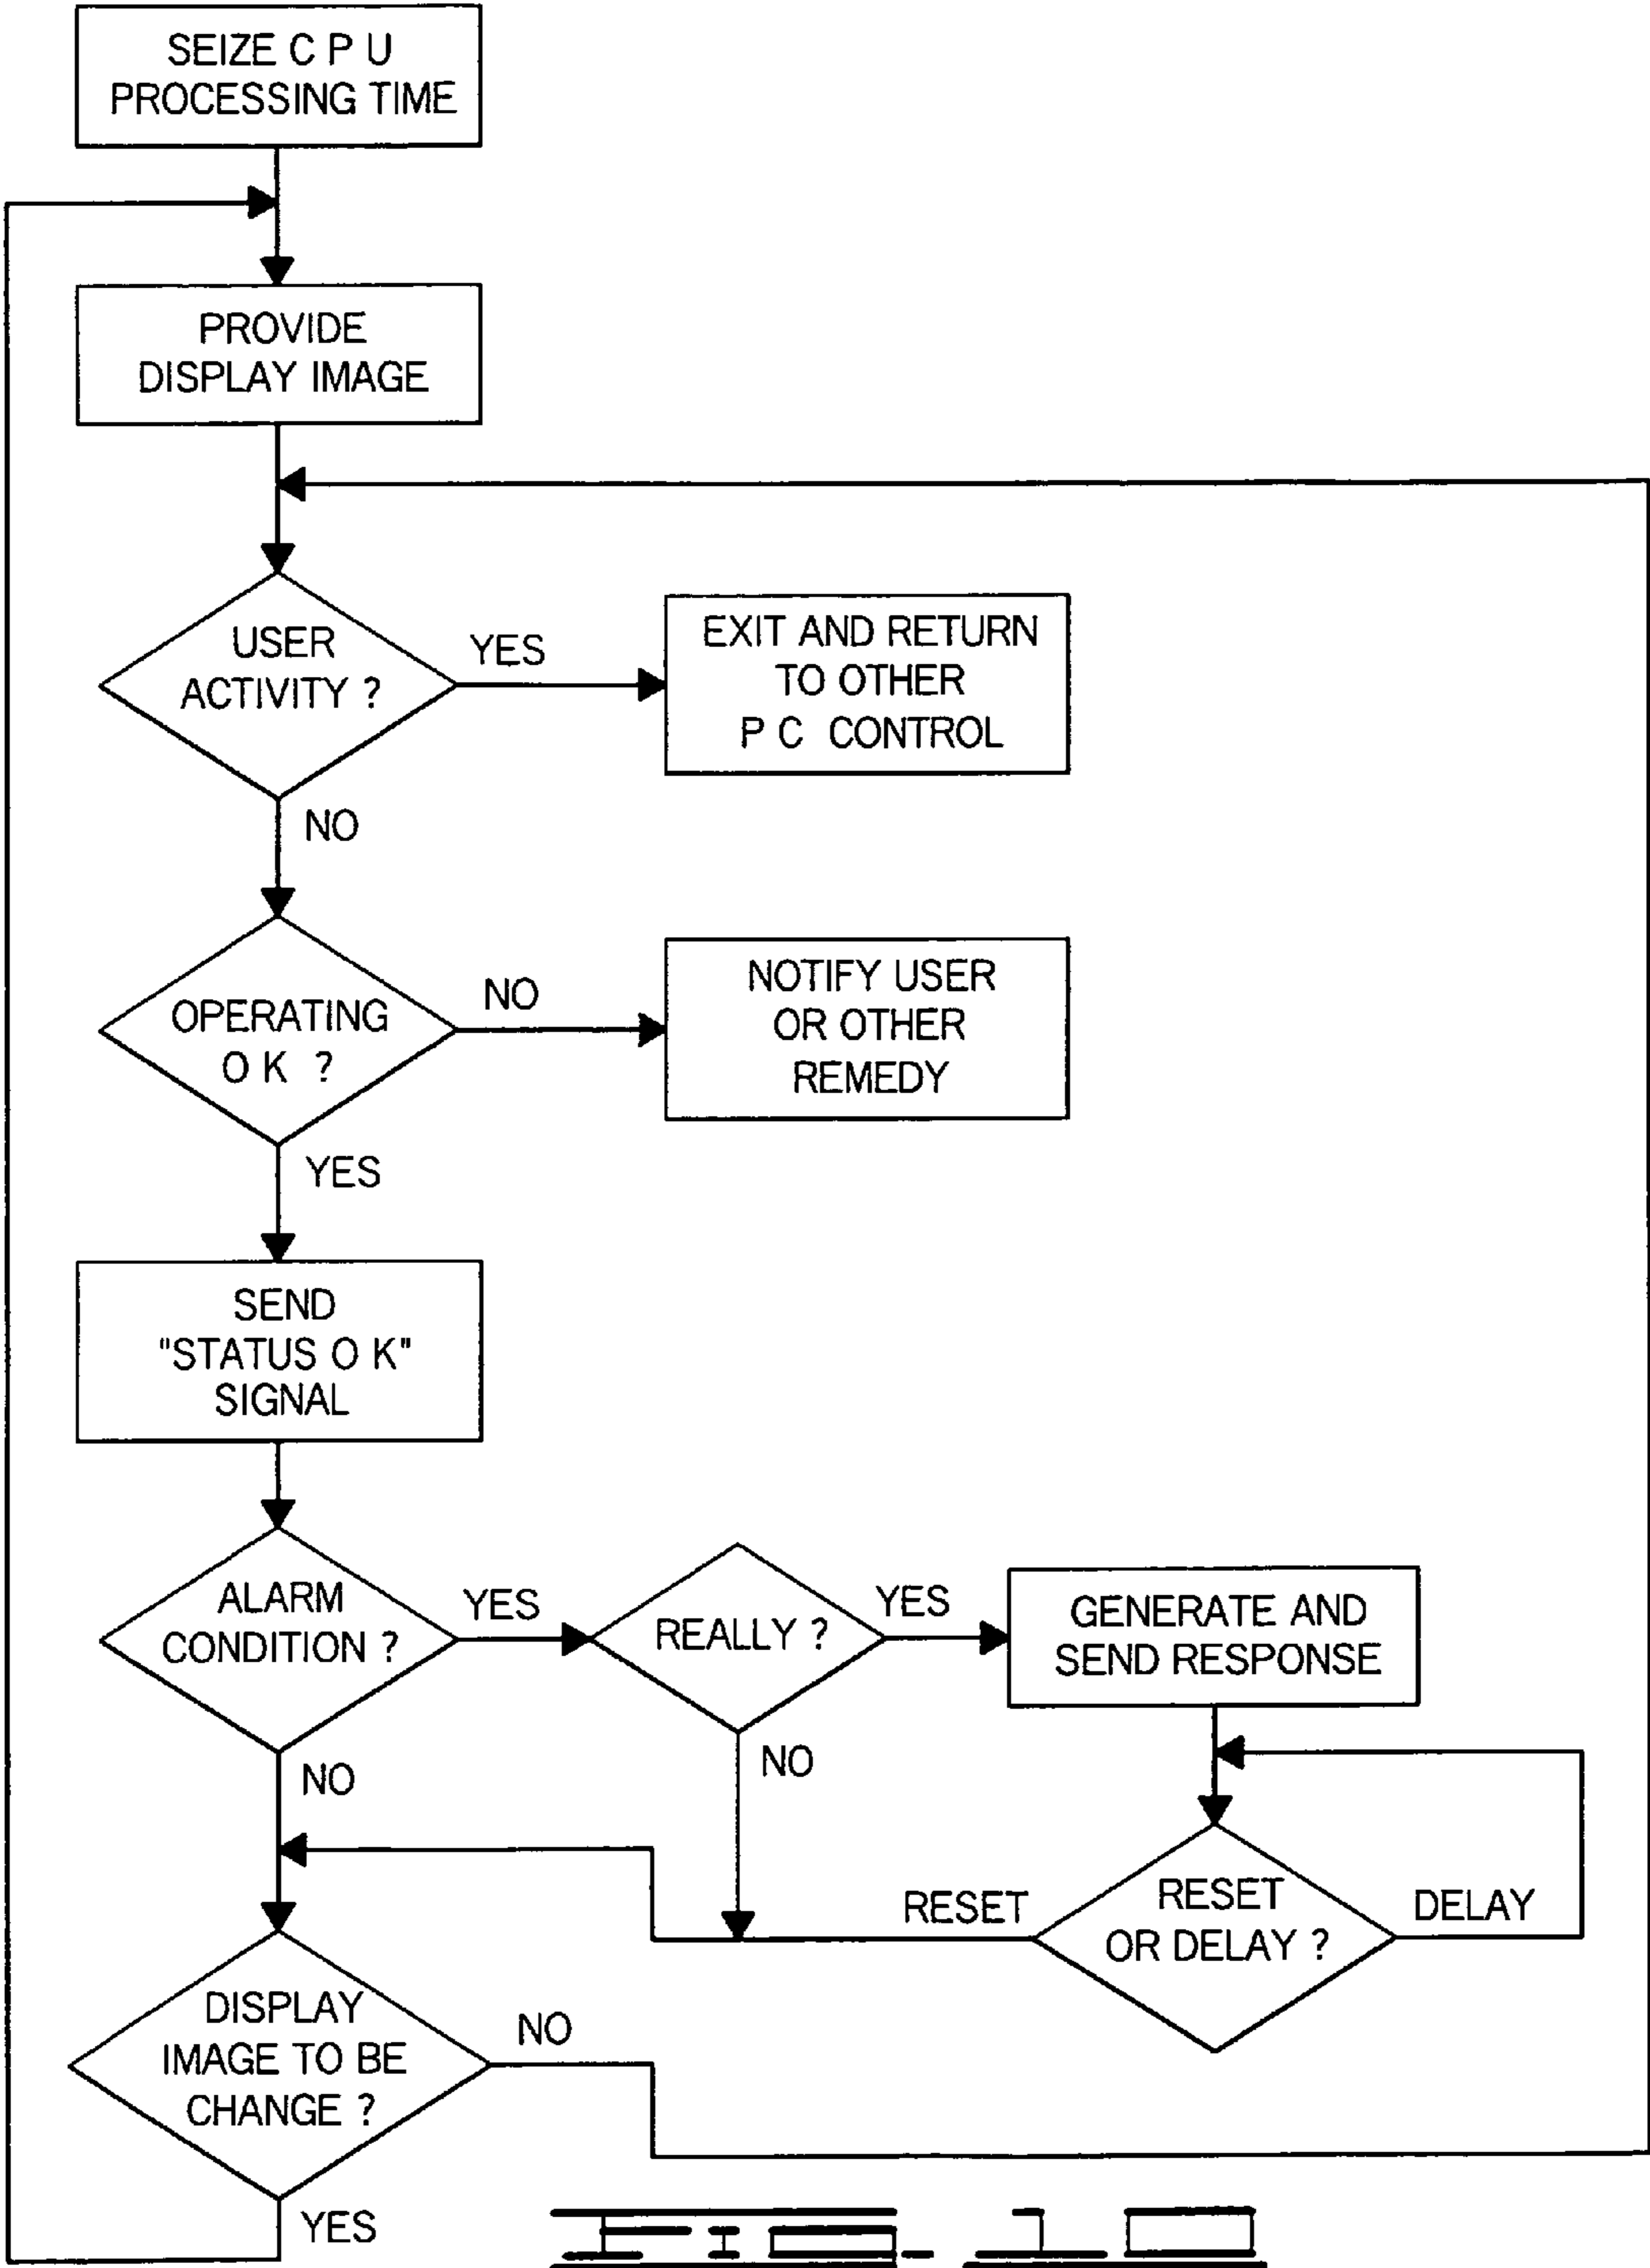 SEIZE C P U
PROCESSING TIME
PROVIDE
DISPLAY IMAGE
USER
ACTIVITY ?
YES
EXIT AND RETURN
TO OTHER
P C CONTROL
NO
OPERATING
O K ?
NO
NOTIFY USER
OR OTHER
REMEDY
YES
SEND
"STATUS O K"
SIGNAL
ALARM
CONDITION ?
YES
REALLY ?
YES
GENERATE AND
SEND RESPONSE
NO
NO
RESET
OR DELAY ?
RESET
DELAY
DISPLAY
IMAGE TO BE
CHANGE ?
NO
YES